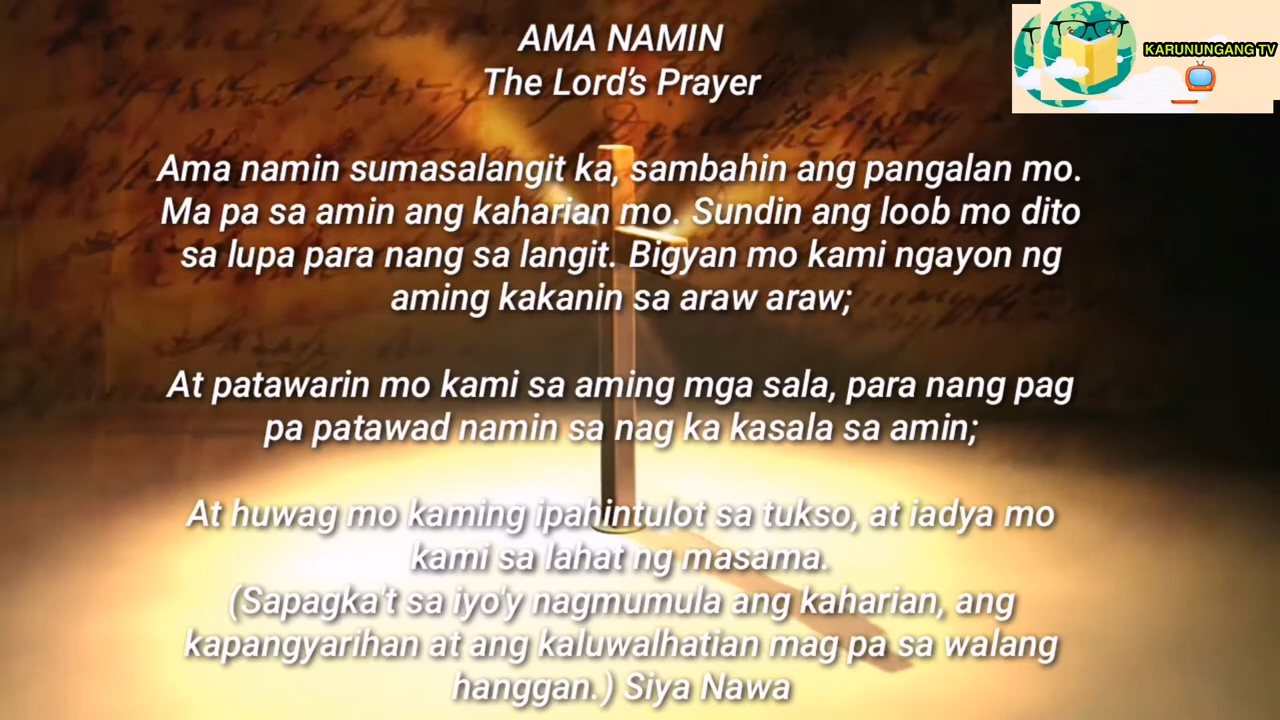 AMA NAMIN
The Lord's Prayer
KARUNUNGANG TV
Ama namin sumasalangit ka, sambahin ang pangalan mo.
Ma pa sa amin ang kaharian mo. Sundin ang loob mo dito
sa lupa para nang sa langit. Bigyan mo kami ngayon ng
aming kakanin sa araw araw;
At patawarin mo kami sa aming mga sala, para nang pag
pa patawad namin sa nag ka kasala sa amin;
At huwag mo kaming ipahintulot sa tukso, at iadya mo
kami sa lahat ng masama.
(Sapagka't sa iyo'y nagmumula ang kaharian, ang
kapangyarihan at ang kaluwalhatian mag pa sa walang
hanggan.) Siya Nawa